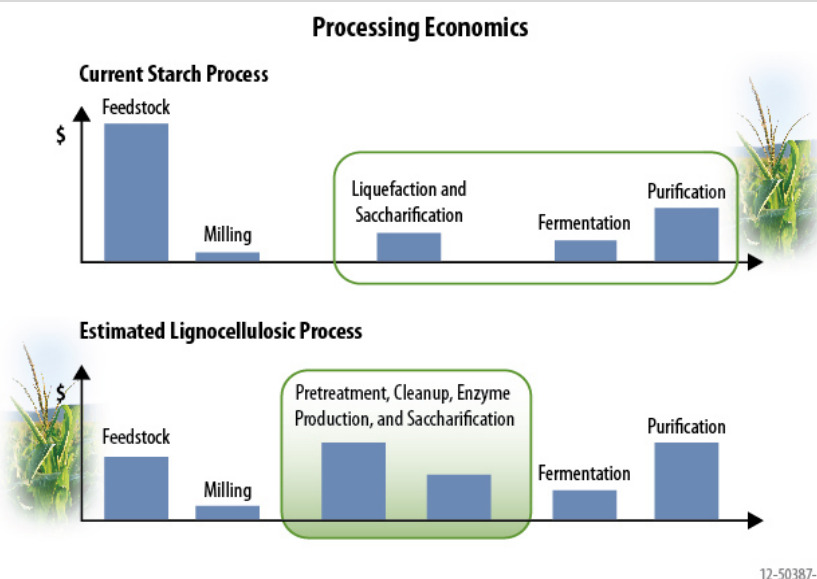 Processing Economics
Current Starch Process
Feedstock
$
Liquefaction and
Saccharification
Purification
Milling
Fermentation
Estimated Lignocellulosic Process
$
Pretreatment, Cleanup, Enzyme
Production, and Saccharification
Feedstock
Purification
Milling
Fermentation
12-50387-